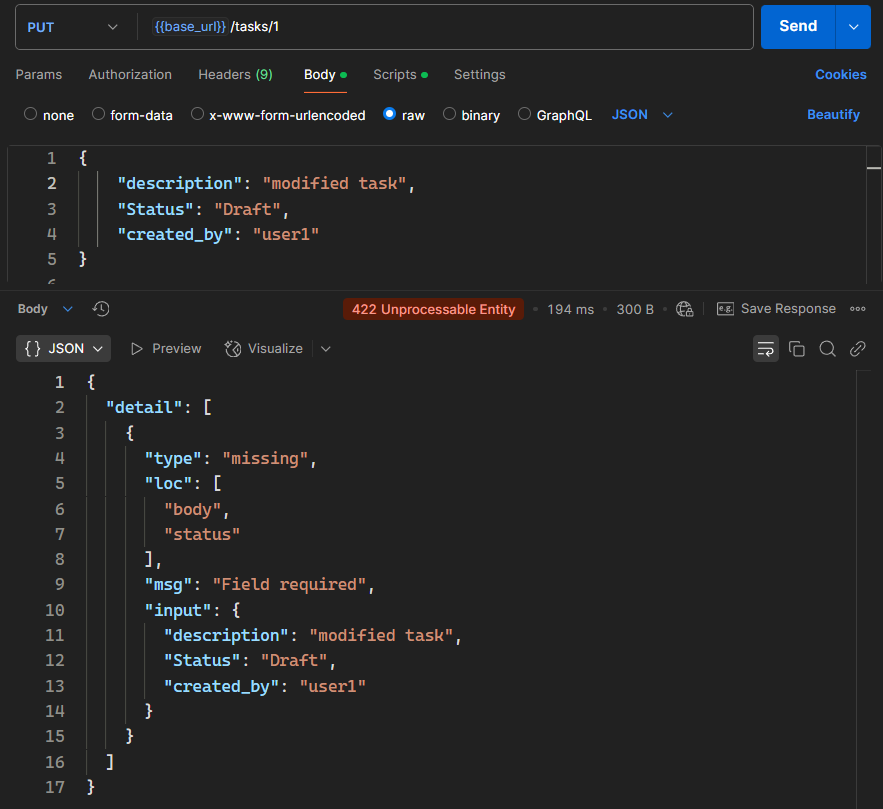 PUT {{base_url}} /tasks/1 Send
Params Authorization Headers (9) Body Scripts Settings Cookies
none form-data x-www-form-urlencoded raw binary GraphQL JSON Beautify
1 {
2 "description": "modified task",
3 "Status": "Draft",
4 "created_by": "user1"
5 }
6
Body 422 Unprocessable Entity 194 ms 300 B e.g. Save Response
{} JSON Preview Visualize
1 {
2 "detail": [
3 {
4 "type": "missing",
5 "loc": [
6 "body",
7 "status"
8 ],
9 "msg": "Field required",
10 "input": {
11 "description": "modified task",
12 "Status": "Draft",
13 "created_by": "user1"
14 }
15 }
16 ]
17 }